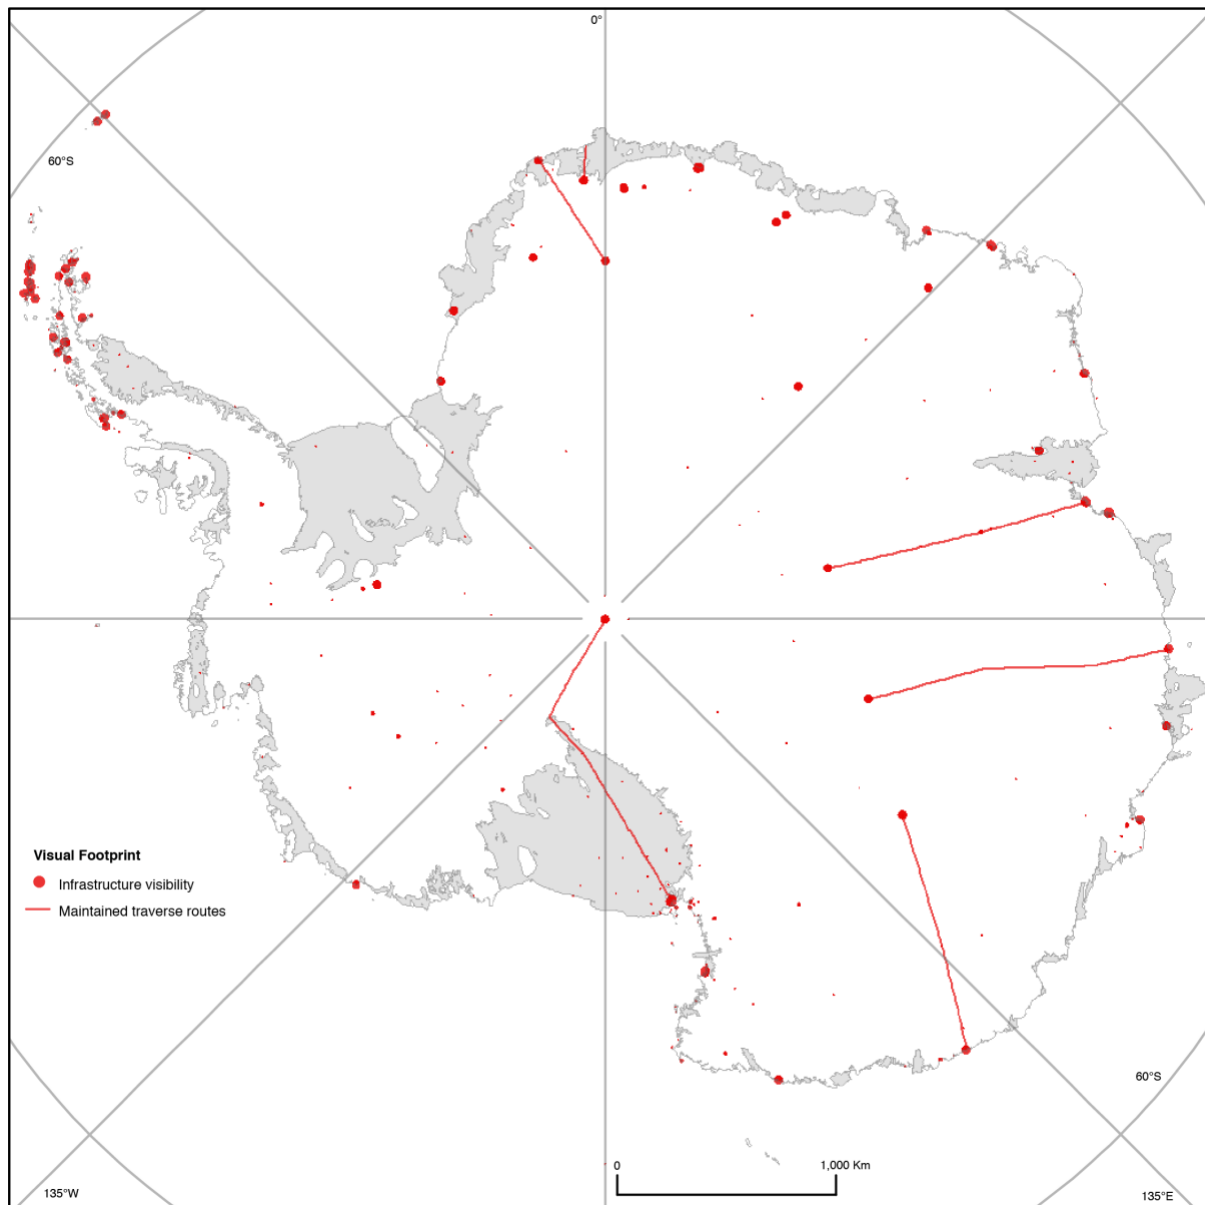 0°
60°S
Visual Footprint
Infrastructure visibility
Maintained traverse routes
60°S
0 1,000 Km
135°W
135°E